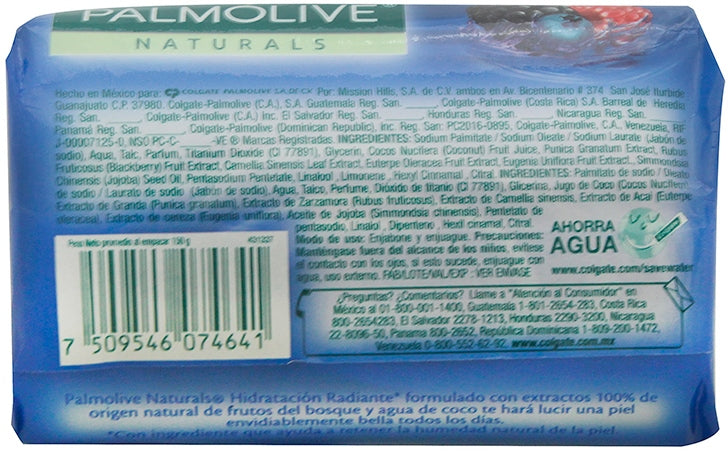 PALMOLIVE®
NATURALS
Hecho en México para: CP COLGATE PALMOLIVE S.A. DE C.V. Por: Mission Hills, S.A. de C.V. ambos en Av. Bicentenario # 374 San José Iturbide
Guanajuato C.P. 37980. Colgate-Palmolive (C.A.), S.A. Guatemala Reg. San. ____, Colgate-Palmolive (Costa Rica) S.A. Barreal de Heredia
Reg. San. ____, Colgate-Palmolive (C.A.) Inc. El Salvador Reg. San. ____, Honduras Reg. San. ____, Nicaragua Reg. San. ____,
Panamá Reg. San. ____, Colgate-Palmolive (Dominican Republic), Inc. Reg. San: PC2016-0895. Colgate-Palmolive, C.A., Venezuela, RIF
J-00007125-0, NSO PC-C-____-VE ® Marcas Registradas. INGREDIENTES: Sodium Palmitate / Sodium Oleate / Sodium Laurate (Jabón de
sodio), Aqua, Talc, Parfum, Titanium Dioxide (CI 77891), Glycerin, Cocos Nucifera (Coconut) Fruit Juice, Punica Granatum Extract, Rubus
Fruticosus (Blackberry) Fruit Extract, Camellia Sinensis Leaf Extract, Euterpe Oleracea Fruit Extract, Eugenia Uniflora Fruit Extract, Simmondsia
Chinensis (Jojoba) Seed Oil, Pentasodium Pentetate, Linalool, Limonene, Hexyl Cinnamal, Citral. INGREDIENTES: Palmitato de sodio / Oleato
de sodio / Laurato de sodio (Jabón de sodio), Agua, Talco, Perfume, Dióxido de titanio (CI 77891), Glicerina, Jugo de Coco (Cocos Nucifera)
Extracto de Granda (Punica granatum), Extracto de Zarzamora (Rubus fruticosus), Extracto de Camellia sinensis, Extracto de Acaí (Euterpe
oleracea), Extracto de cereza (Eugenia uniflora), Aceite de Jojoba (Simmondsia chinensis), Pentetato de
pentasodio, Linalol, Dipenteno, Hexil cinamal, Citral.
Modo de uso: Enjabone y enjuague. Precauciones:
Manténgase fuera del alcance de los niños, evítese
el contacto con los ojos, si esto sucede, enjuague con
agua, uso externo. FAB/LOTE/VAL/EXP : VER ENVASE
AHORRA
AGUA
www.colgate.com/savewater
Peso Neto promedio al empacar 150 g
7 509546 074641
¿Preguntas? ¿Comentarios? Llame a "Atención al Consumidor" en
México al 01-800-001-1400, Guatemala 1-801-2654-283, Costa Rica
800-2654283, El Salvador 2278-1213, Honduras 2290-3200, Nicaragua
22-8096-50, Panama 800-2652, República Dominicana 1-809-200-1472,
Venezuela 0-800-552-62-92. www.colgate.com.mx
Palmolive Naturals® Hidratación Radiante* formulado con extractos 100% de
origen natural de frutos del bosque y agua de coco te hará lucir una piel
envidiablemente bella todos los días.
*Con ingrediente que ayuda a retener la humedad natural de la piel.